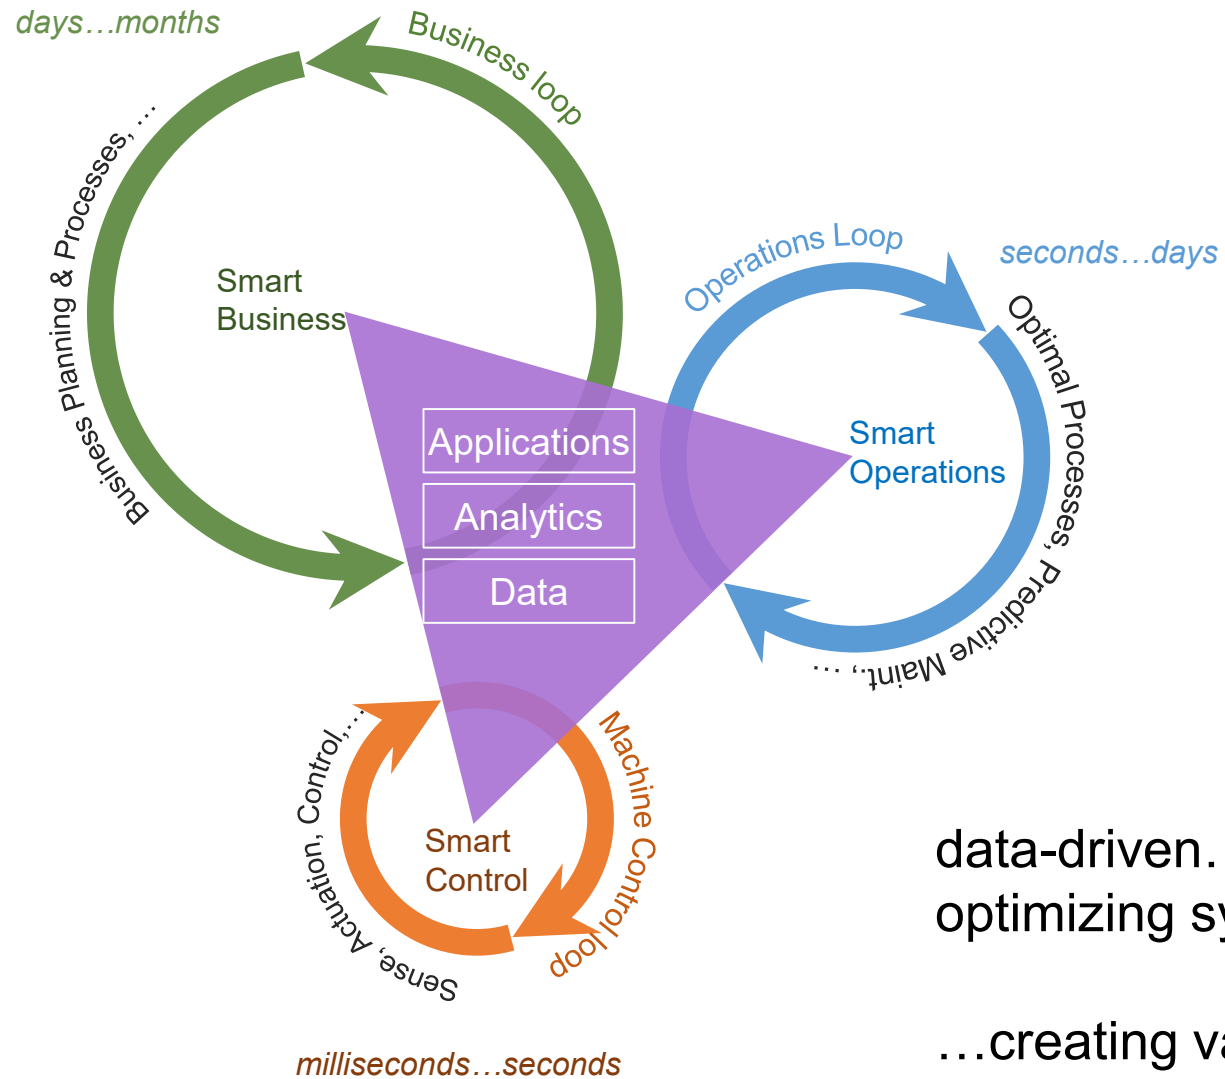 days…months
Business loop
Business Planning & Processes, …
Smart
Business
Operations Loop
seconds…days
Optimal Processes, Predictive Maint., …
Smart
Operations
Applications
Analytics
Data
Machine Control loop
Sense, Actuation, Control,…
Smart
Control
milliseconds…seconds
data-driven.
optimizing sy
…creating va